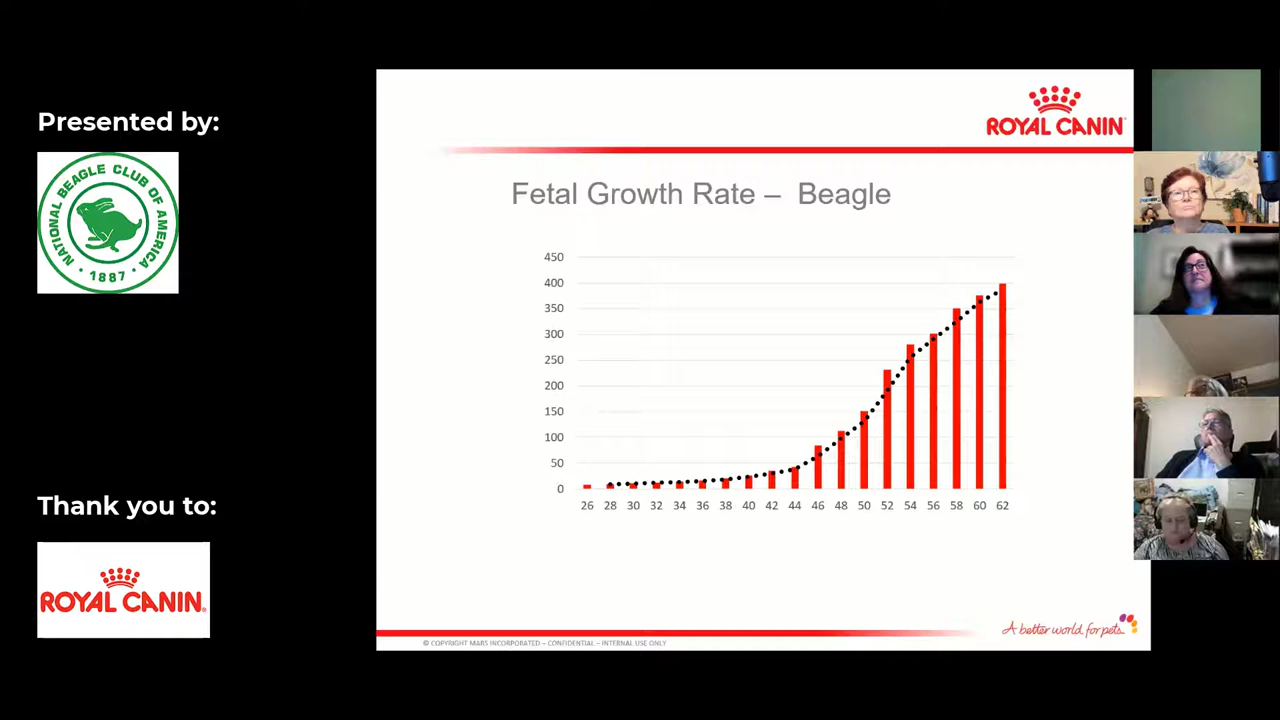 Presented by:
NATIONAL BEAGLE CLUB OF AMERICA
• 1887 •
Thank you to:
ROYAL CANIN®
ROYAL CANIN®
Fetal Growth Rate – Beagle
450
400
350
300
250
200
150
100
50
0
26 28 30 32 34 36 38 40 42 44 46 48 50 52 54 56 58 60 62
A better world for pets
© COPYRIGHT MARS INCORPORATED – CONFIDENTIAL – INTERNAL USE ONLY